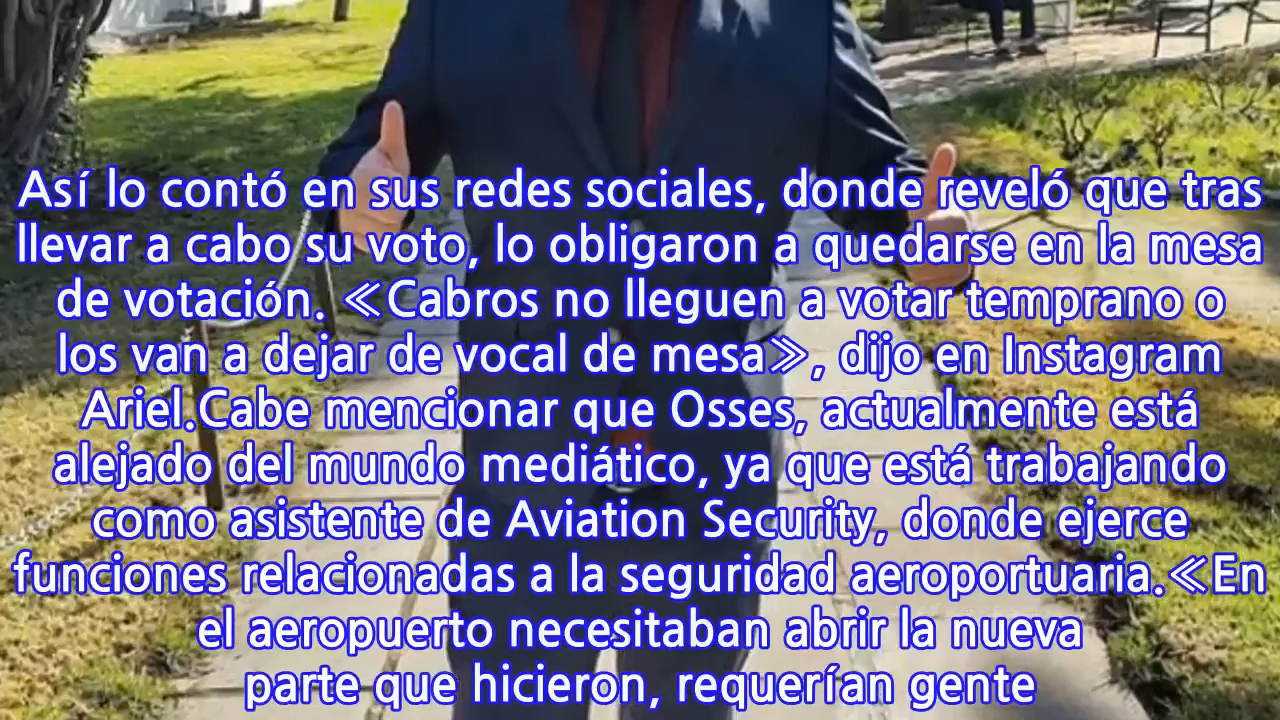 Así lo contó en sus redes sociales, donde reveló que tras
llevar a cabo su voto, lo obligaron a quedarse en la mesa
de votación. ≪Cabros no lleguen a votar temprano o
los van a dejar de vocal de mesa≫, dijo en Instagram
Ariel.Cabe mencionar que Osses, actualmente está
alejado del mundo mediático, ya que está trabajando
como asistente de Aviation Security, donde ejerce
funciones relacionadas a la seguridad aeroportuaria.≪En
el aeropuerto necesitaban abrir la nueva
parte que hicieron, requerían gente